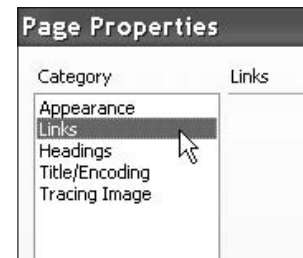 Page Properties
Category
Links
Appearance
Links
Headings
Title/Encoding
Tracing Image